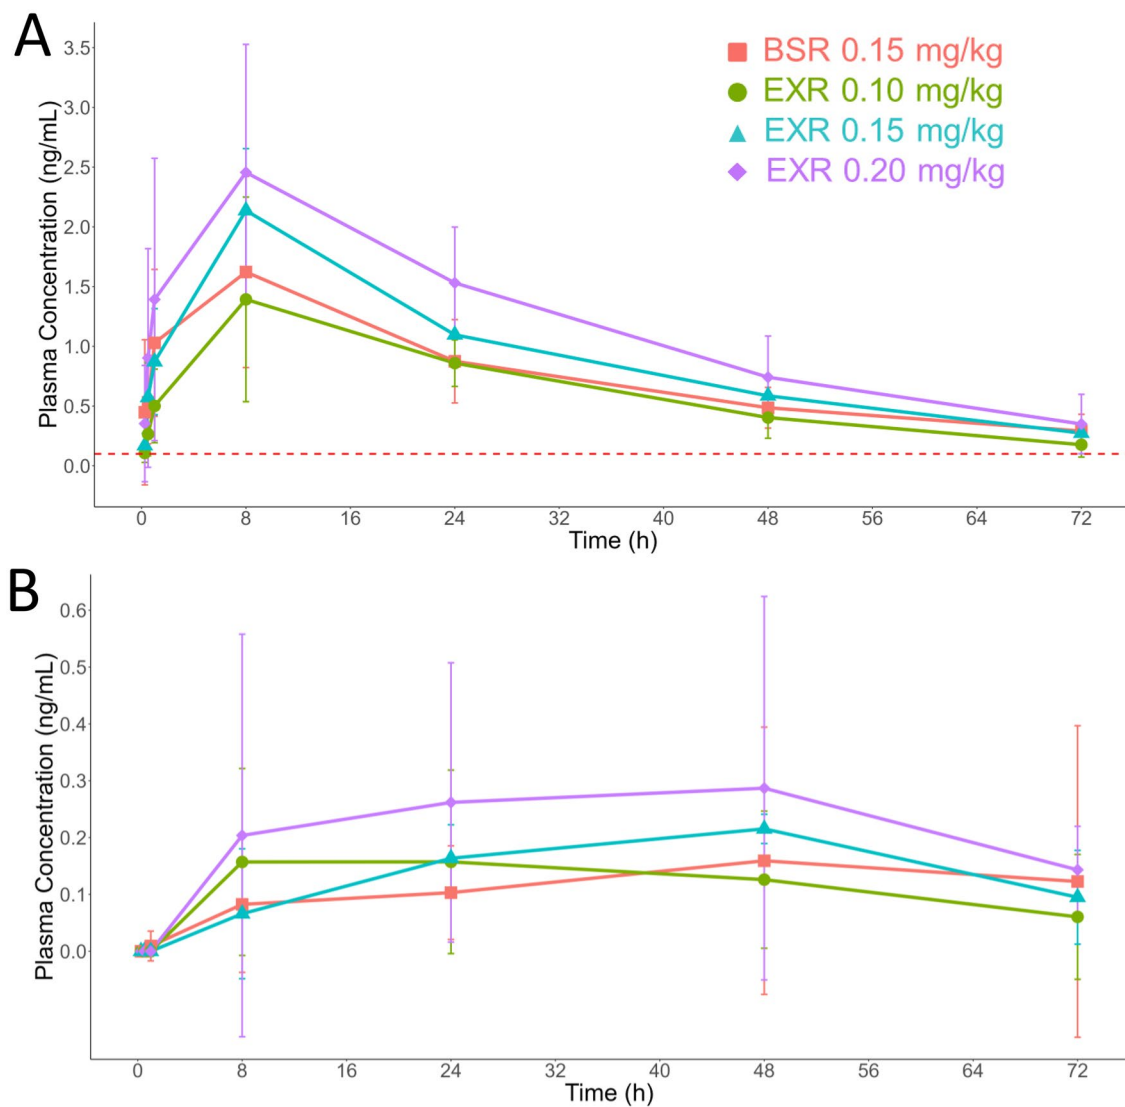 A
Plasma Concentration (ng/mL)
3.5
3.0
2.5
2.0
1.5
1.0
0.5
0.0
BSR 0.15 mg/kg
EXR 0.10 mg/kg
EXR 0.15 mg/kg
EXR 0.20 mg/kg
0 8 16 24 32 40 48 56 64 72
Time (h)
B
Plasma Concentration (ng/mL)
0.6
0.5
0.4
0.3
0.2
0.1
0.0
0 8 16 24 32 40 48 56 64 72
Time (h)